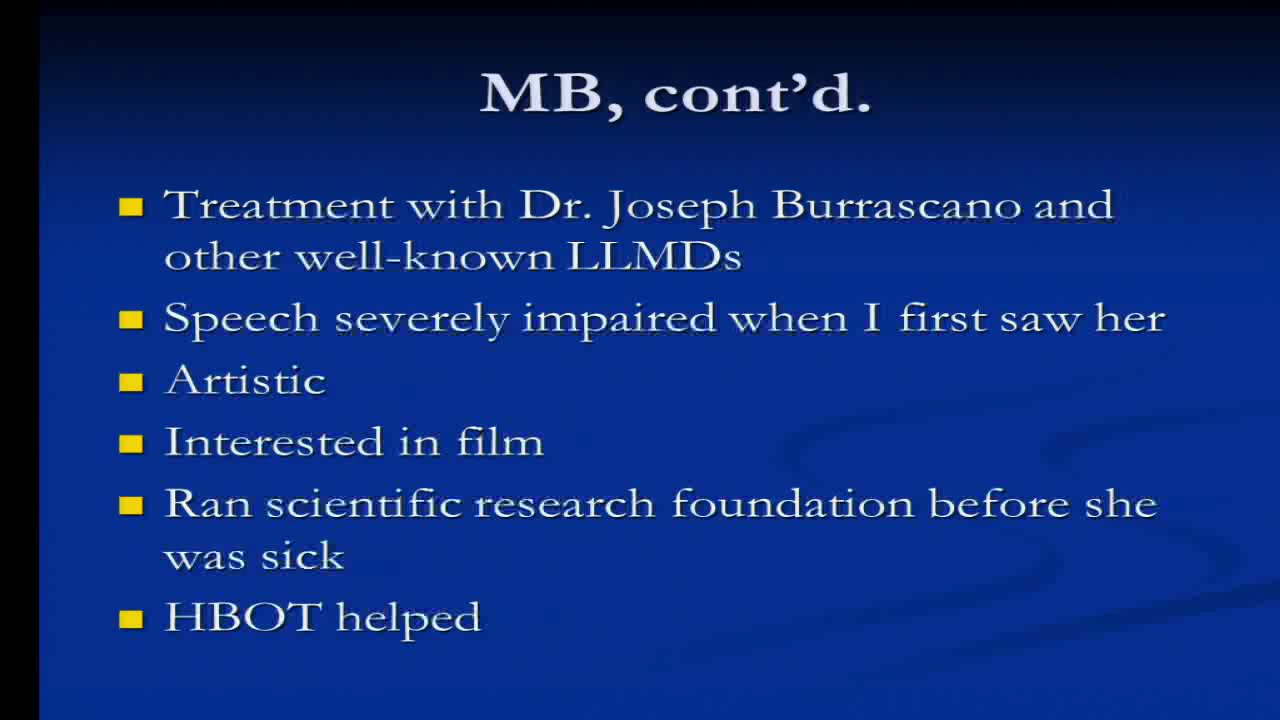 MB, cont’d.
Treatment with Dr. Joseph Burrascano and
other well-known LLMDs
Speech severely impaired when I first saw her
Artistic
Interested in film
Ran scientific research foundation before she
was sick
HBOT helped